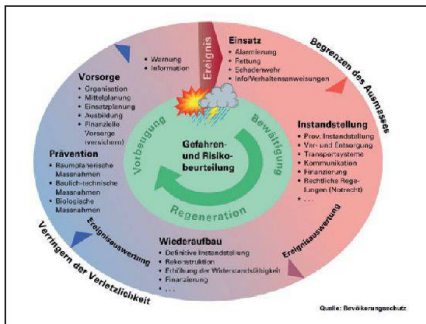 Ereignis
Einsatz
• Alarmierung
• Rettung
• Schadenwehr
• Info/Verhaltensanweisungen
Begrenzen des Ausmasses
Instandstellung
• Prov. Instandstellung
• Ver- und Entsorgung
• Transportsysteme
• Kommunikation
• Finanzierung
• Rechtliche Rege-
lungen (Notrecht)
• . . .
Ereignisauswertung
Wiederaufbau
• Definitive Instandstellung
• Rekonstruktion
• Erhöhung der Widerstandsfähigkeit
• Finanzierung
• . . .
Ereignisauswertung
Verringern der Verletzlichkeit
Prävention
• Raumplanerische
Massnahmen
• Baulich-technische
Massnahmen
• Biologische
Massnahmen
Vorsorge
• Organisation
• Mittelplanung
• Einsatzplanung
• Ausbildung
• Finanzielle
Vorsorge
(versichern)
• Warnung
• Information
Vorbeugung
Bewältigung
Regeneration
Gefahren-
und Risiko-
beurteilung
Quelle: Bevölkerungsschutz